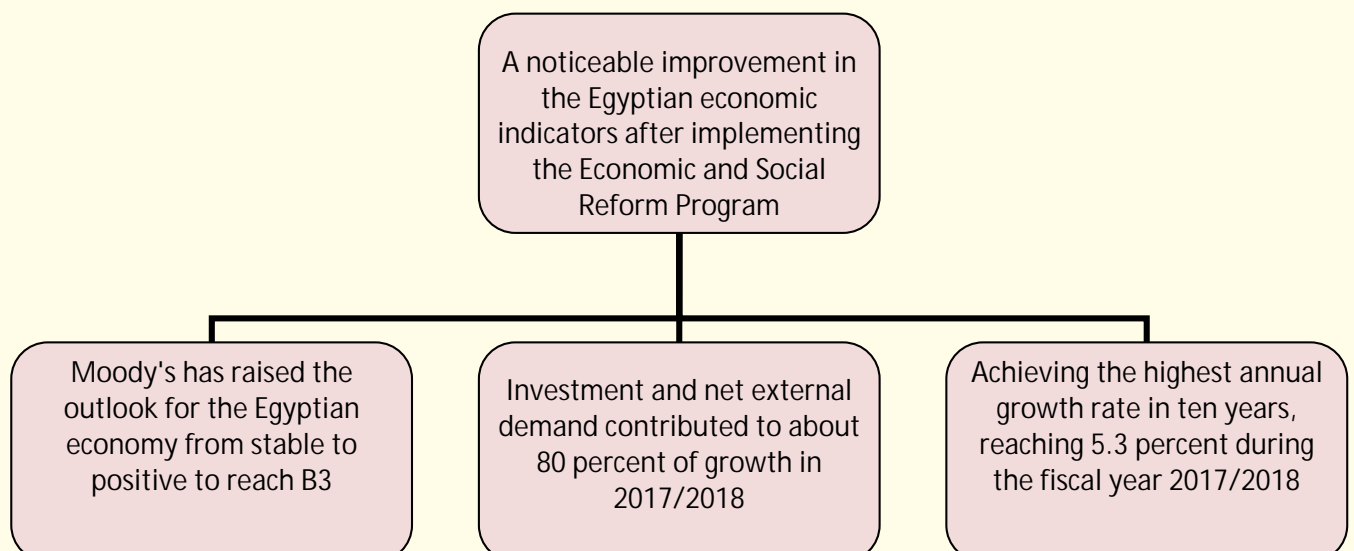 A noticeable improvement in
the Egyptian economic
indicators after implementing
the Economic and Social
Reform Program
Moody's has raised the
outlook for the Egyptian
economy from stable to
positive to reach B3
Investment and net external
demand contributed to about
80 percent of growth in
2017/2018
Achieving the highest annual
growth rate in ten years,
reaching 5.3 percent during
the fiscal year 2017/2018